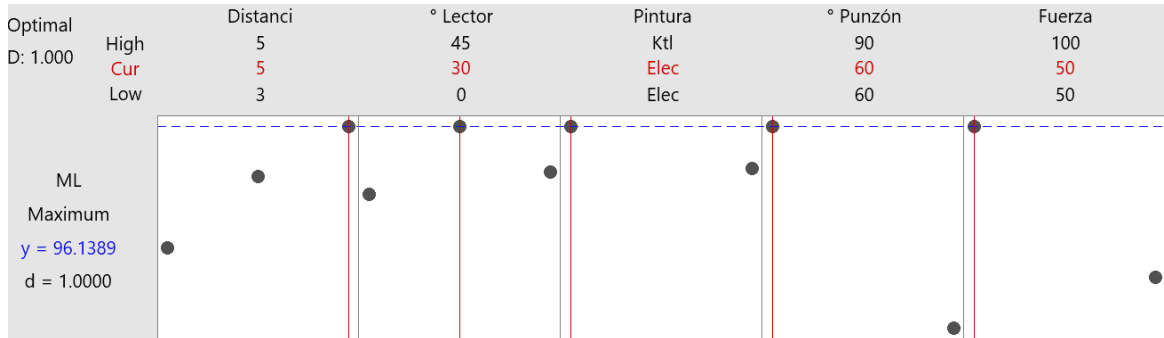 Optimal
D: 1.000
Distanci ° Lector Pintura ° Punzón Fuerza
High 5 45 Ktl 90 100
Cur 5 30 Elec 60 50
Low 3 0 Elec 60 50
ML
Maximum
y = 96.1389
d = 1.0000